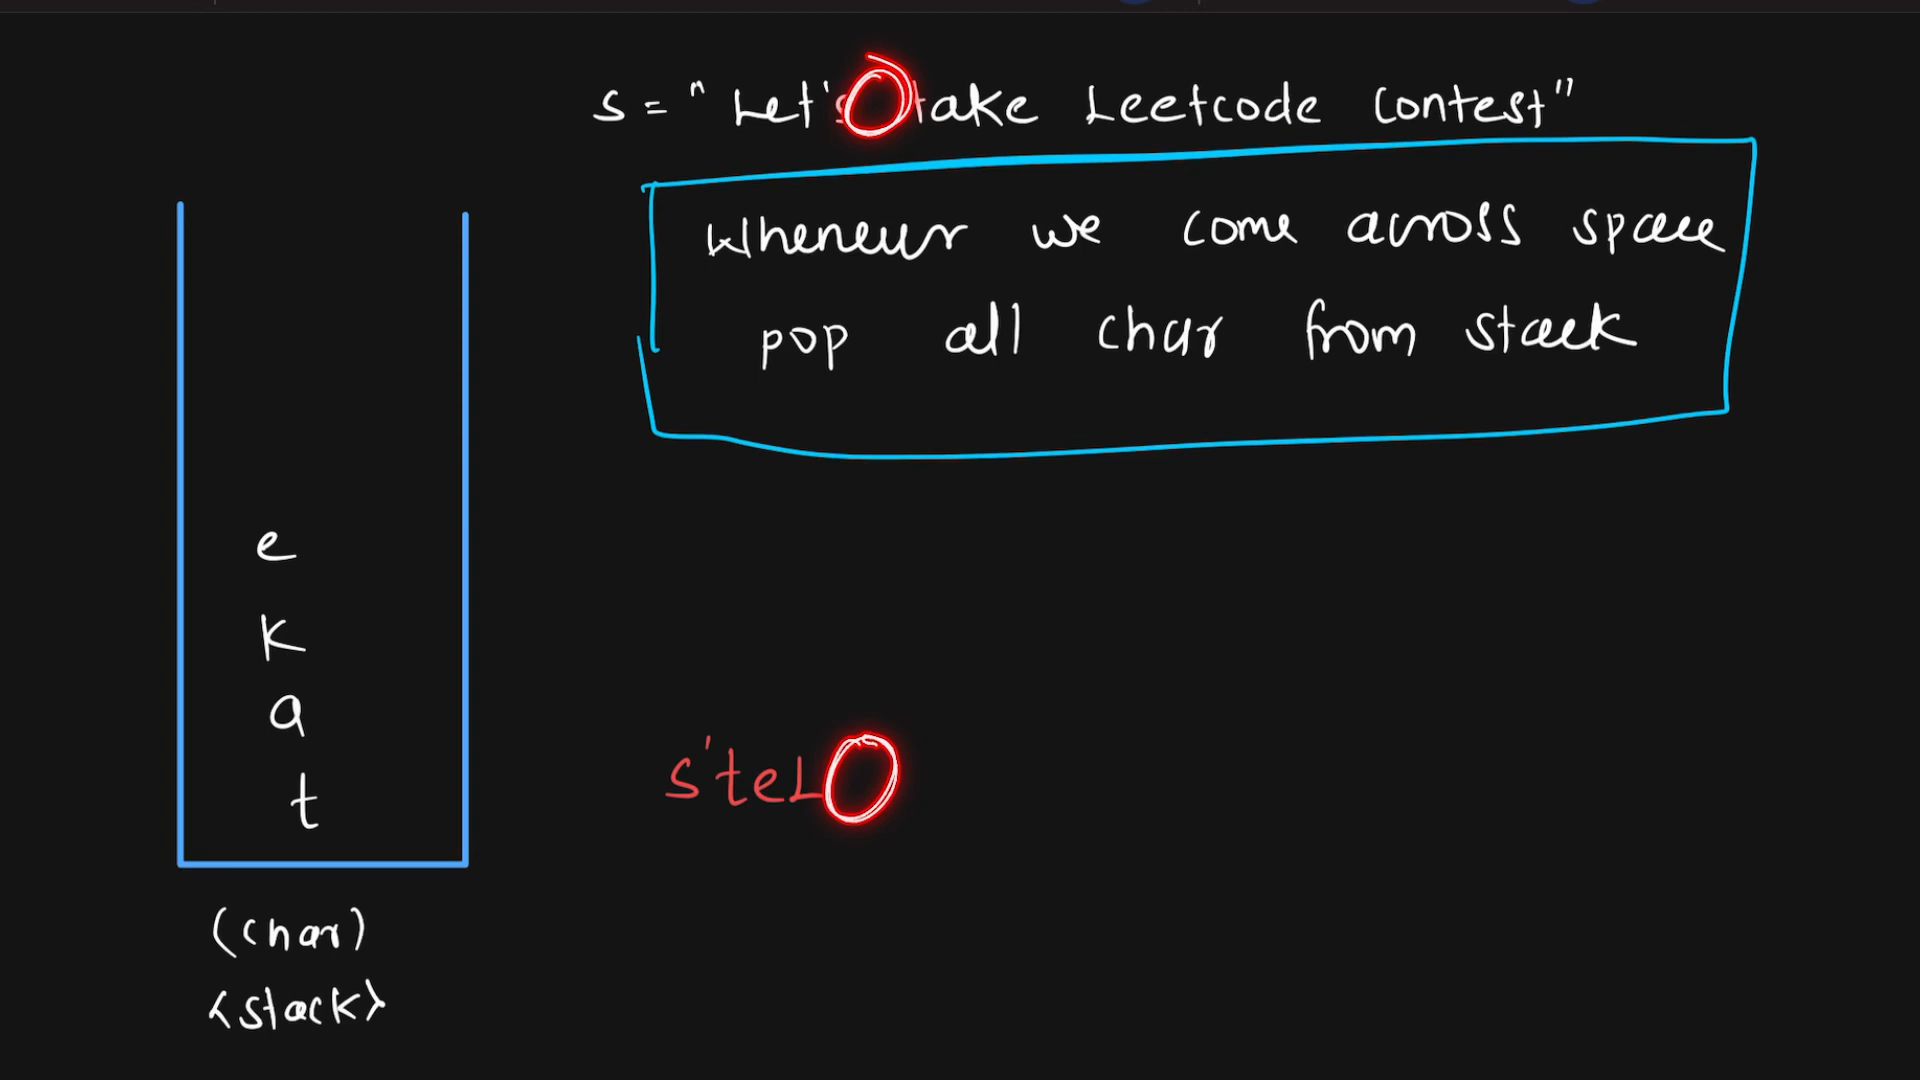 s = "Let's take Leetcode Contest"
Whenever we come across space
pop all char from stack
e
k
a
t
s'teL
(char)
<stack>